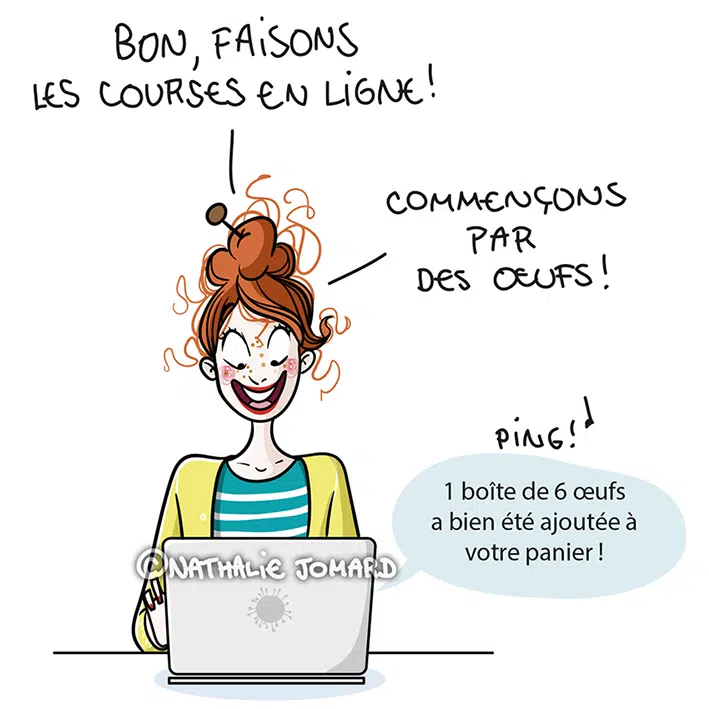 BON, FAISONS
LES COURSES EN LIGNE!
COMMENÇONS
PAR
DES ŒUFS!
PING!
1 boîte de 6 œufs
a bien été ajoutée à
votre panier !
©NATHALIE JOMARD